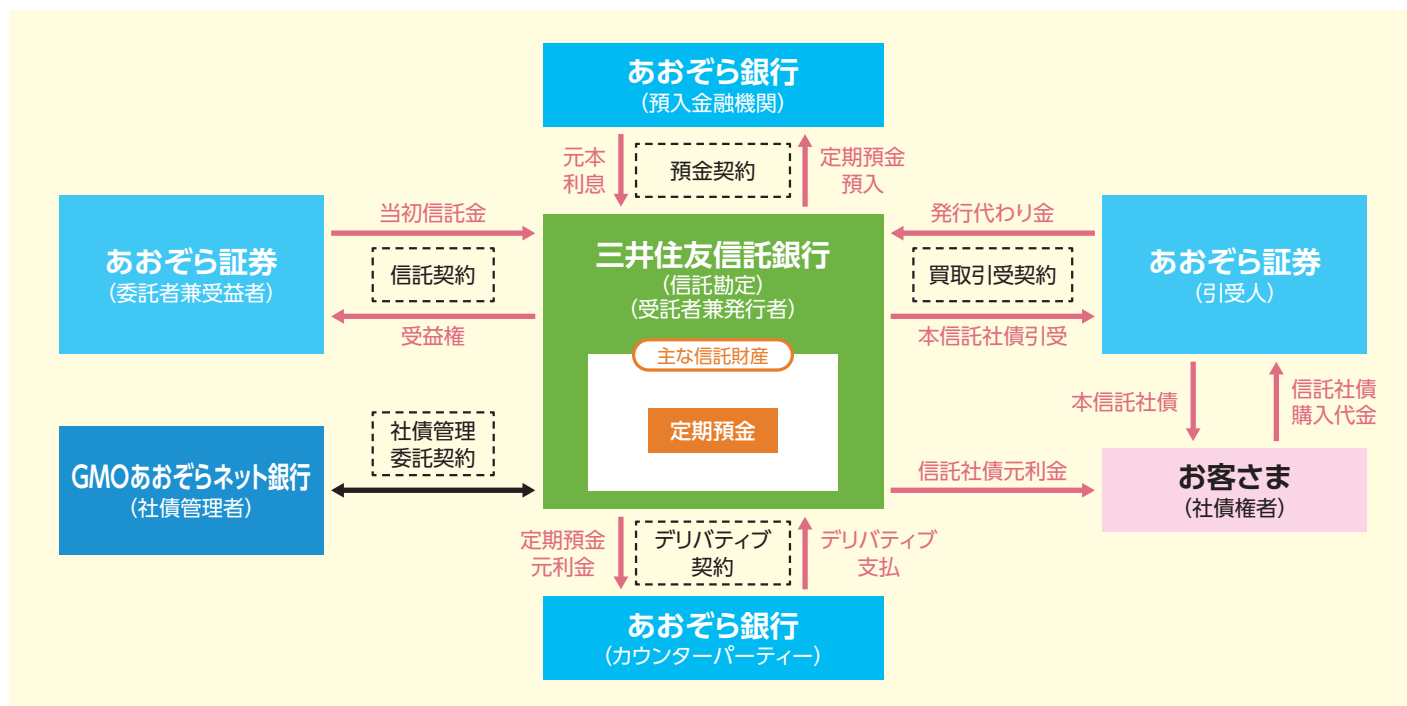 あおぞら銀行
（預入金融機関）
元本
利息
預金契約
定期預金
預入
あおぞら証券
（委託者兼受益者）
当初信託金
信託契約
受益権
三井住友信託銀行
（信託勘定）
（受託者兼発行者）
主な信託財産
定期預金
発行代わり金
買取引受契約
本信託社債引受
あおぞら証券
（引受人）
本信託社債
信託社債
購入代金
GMOあおぞらネット銀行
（社債管理者）
社債管理
委託契約
信託社債元利金
お客さま
（社債権者）
定期預金
元利金
デリバティブ
契約
デリバティブ
支払
あおぞら銀行
（カウンターパーティー）